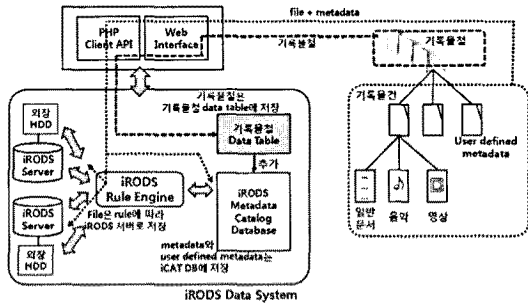 file + metadata
PHP
Client API
Web
Interface
기록물철
기록물철
기록물철은
기록물철 data table에 저장
외장
HDD
iRODS
Server
iRODS
Server
외장
HDD
iRODS
Rule Engine
File은 rule에 따라
iRODS 서버로 저장
기록물철
Data Table
추가
iRODS
Metadata
Catalog
Database
metadata와
user defined metadata는
iCAT DB에 저장
iRODS Data System
기록물건
User defined
metadata
일반
문서
음악
영상